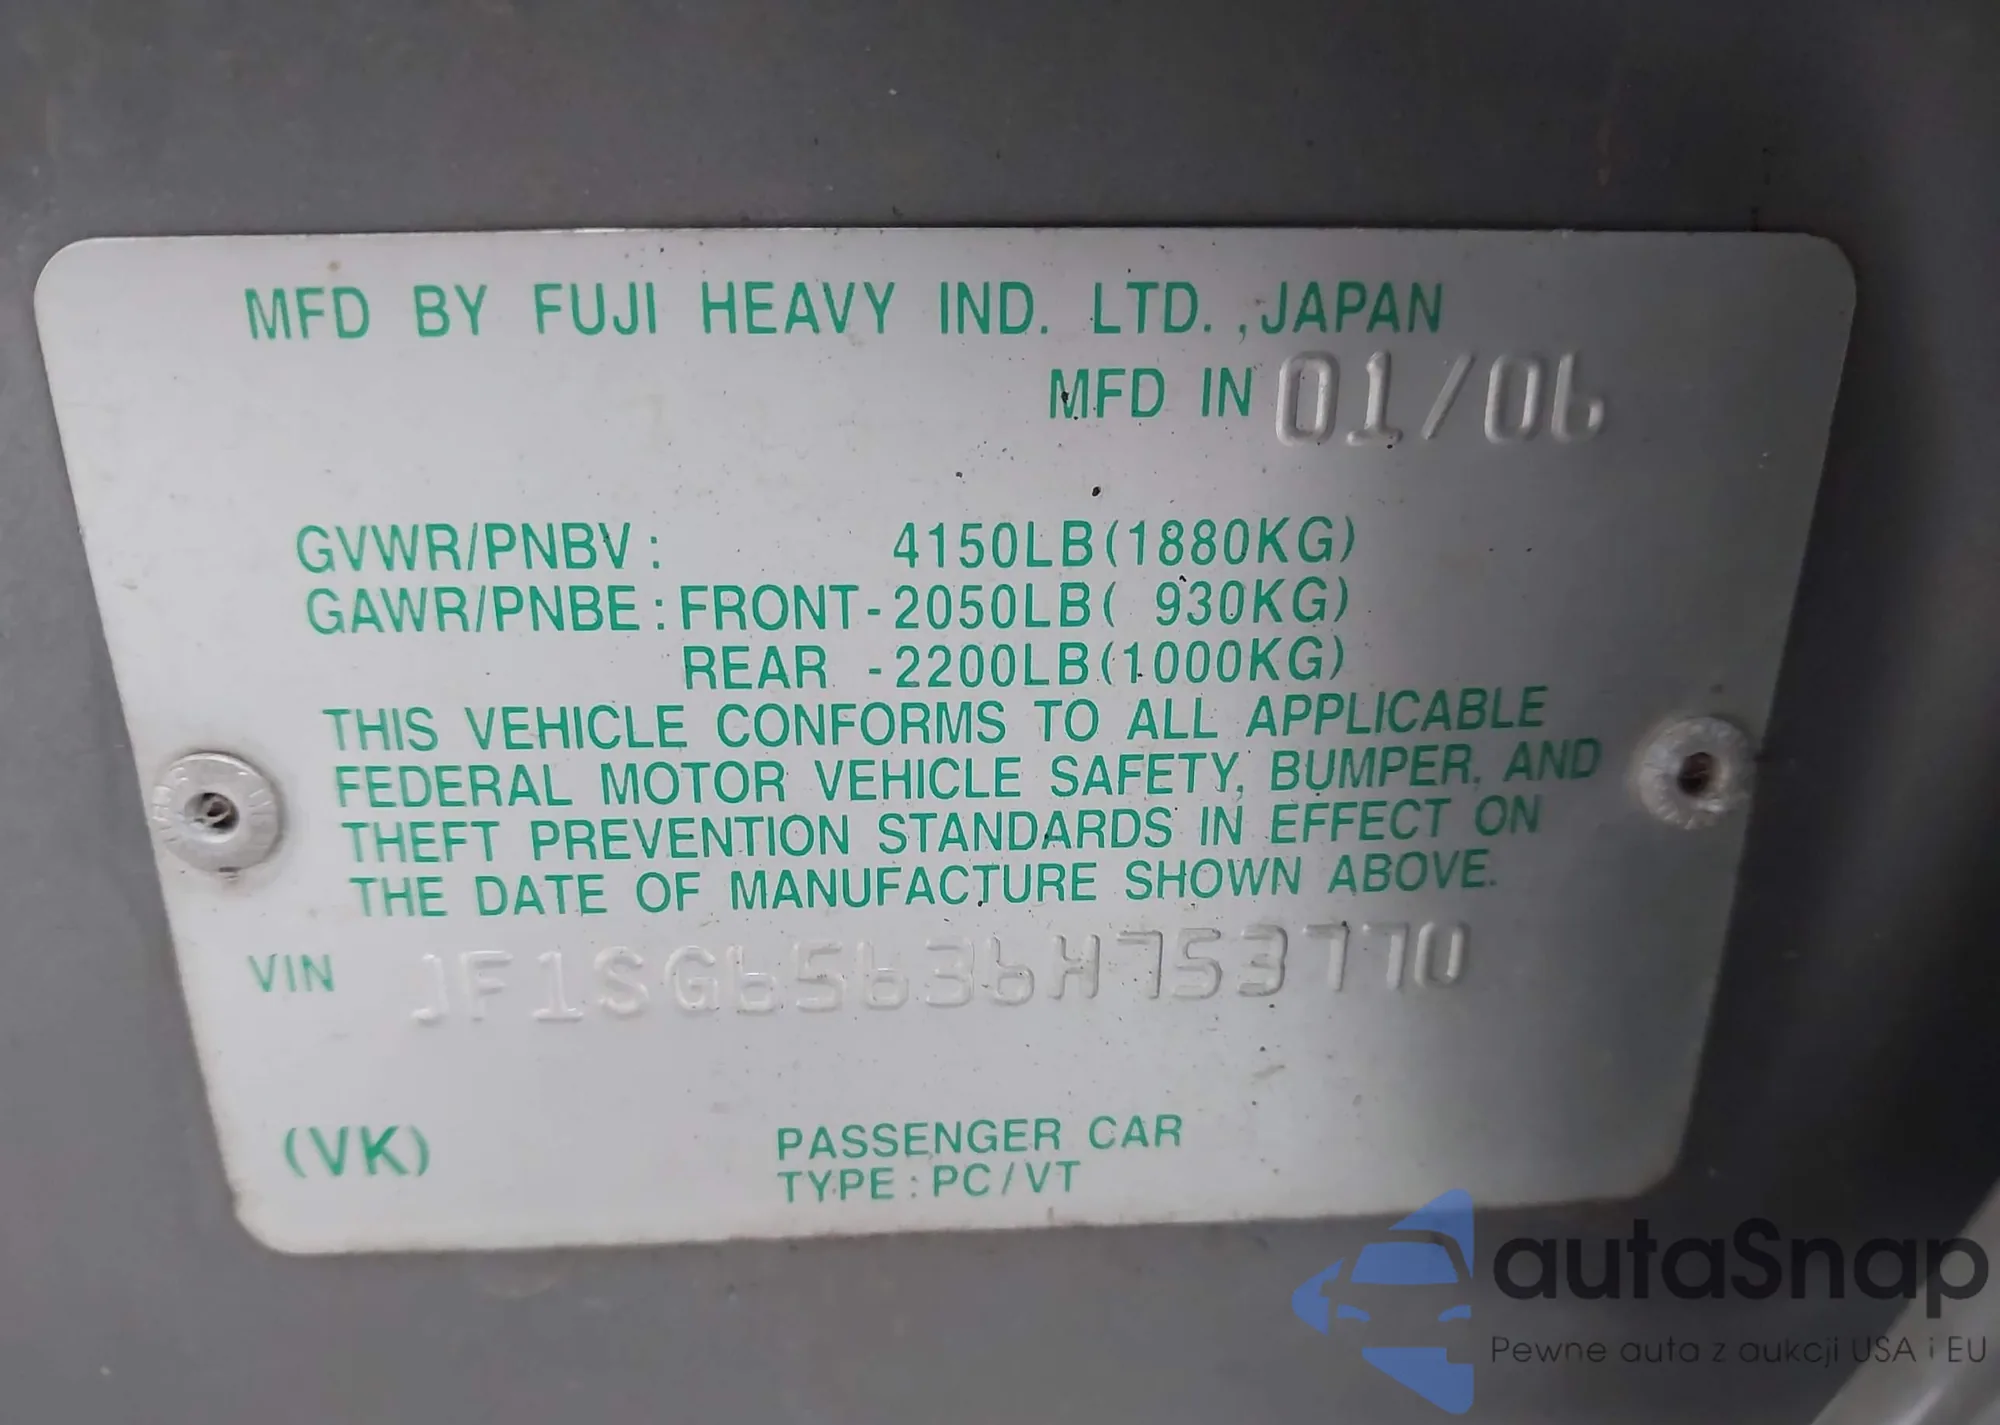 MFD BY FUJI HEAVY IND. LTD. ,JAPAN
MFD IN 01/06
GVWR/PNBV : 4150LB(1880KG)
GAWR/PNBE : FRONT-2050LB( 930KG)
REAR -2200LB(1000KG)
THIS VEHICLE CONFORMS TO ALL APPLICABLE
FEDERAL MOTOR VEHICLE SAFETY, BUMPER, AND
THEFT PREVENTION STANDARDS IN EFFECT ON
THE DATE OF MANUFACTURE SHOWN ABOVE.
VIN JF1SG65636H753770
(VK)
PASSENGER CAR
TYPE : PC/VT
autaSnap
Pewne auta z aukcji USA i EU